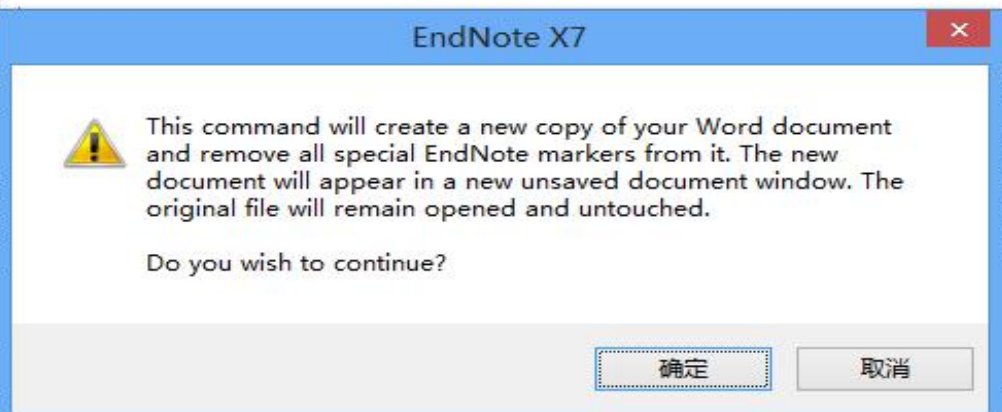 EndNote X7
This command will create a new copy of your Word document
and remove all special EndNote markers from it. The new
document will appear in a new unsaved document window. The
original file will remain opened and untouched.
Do you wish to continue?
确定
取消